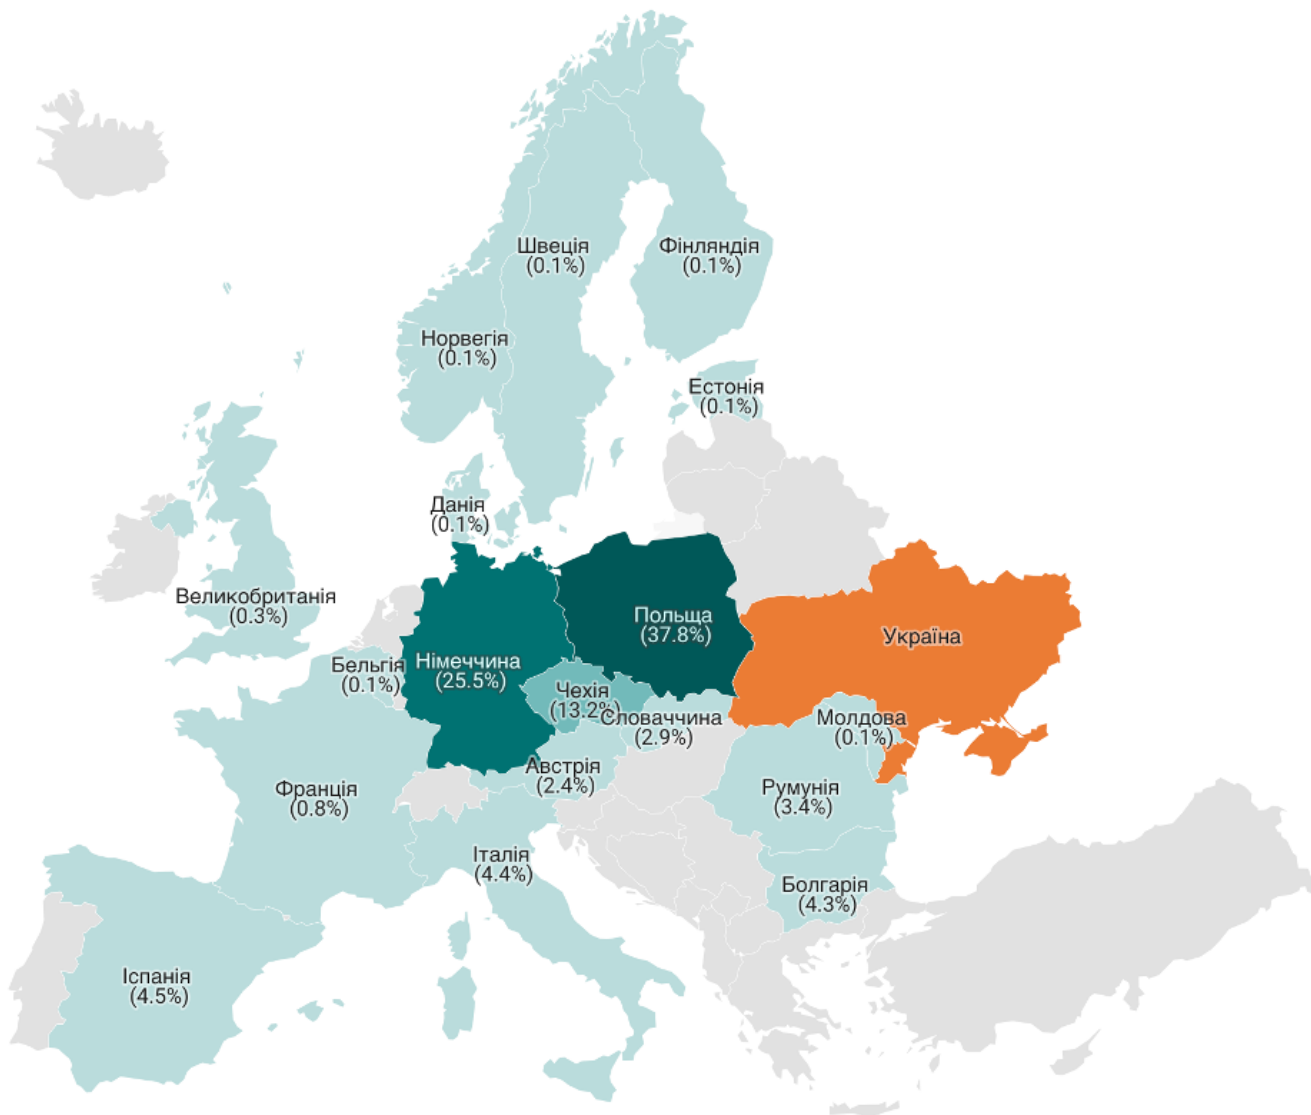 Швеція
(0.1%)
Фінляндія
(0.1%)
Норвегія
(0.1%)
Естонія
(0.1%)
Данія
(0.1%)
Великобританія
(0.3%)
Польща
(37.8%)
Україна
Бельгія
(0.1%)
Німеччина
(25.5%)
Чехія
(13.2%)
Словаччина
(2.9%)
Молдова
(0.1%)
Австрія
(2.4%)
Франція
(0.8%)
Румунія
(3.4%)
Італія
(4.4%)
Болгарія
(4.3%)
Іспанія
(4.5%)